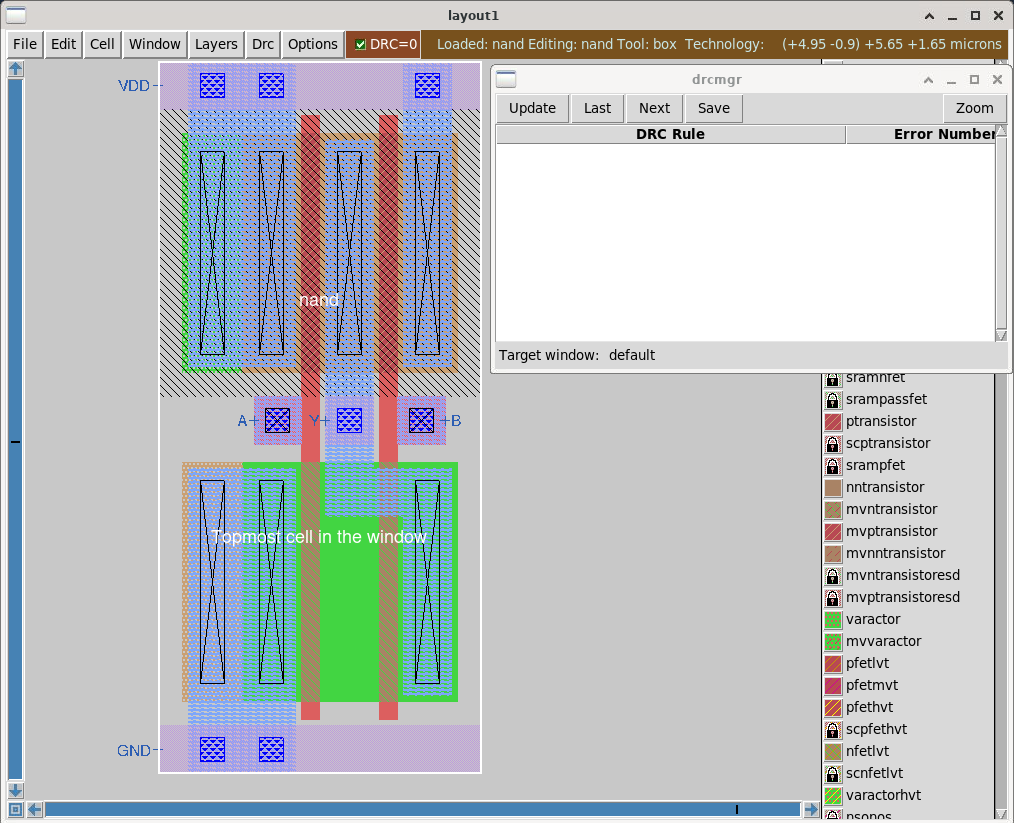 layout1
File Edit Cell Window Layers Drc Options DRC=0 Loaded: nand Editing: nand Tool: box Technology: (+4.95 -0.9) +5.65 +1.65 microns
drcmgr
Update Last Next Save Zoom
DRC Rule Error Number
Target window: default
VDD
nand
A Y B
Topmost cell in the window
GND
sramnfet
srampassfet
ptransistor
scptransistor
srampfet
nntransistor
mvntransistor
mvptransistor
mvnntransistor
mvntransistoresd
mvptransistoresd
varactor
mvvaractor
pfetlvt
pfetmvt
pfethvt
scpfethvt
nfetlvt
scnfetlvt
varactorhvt
nsonos